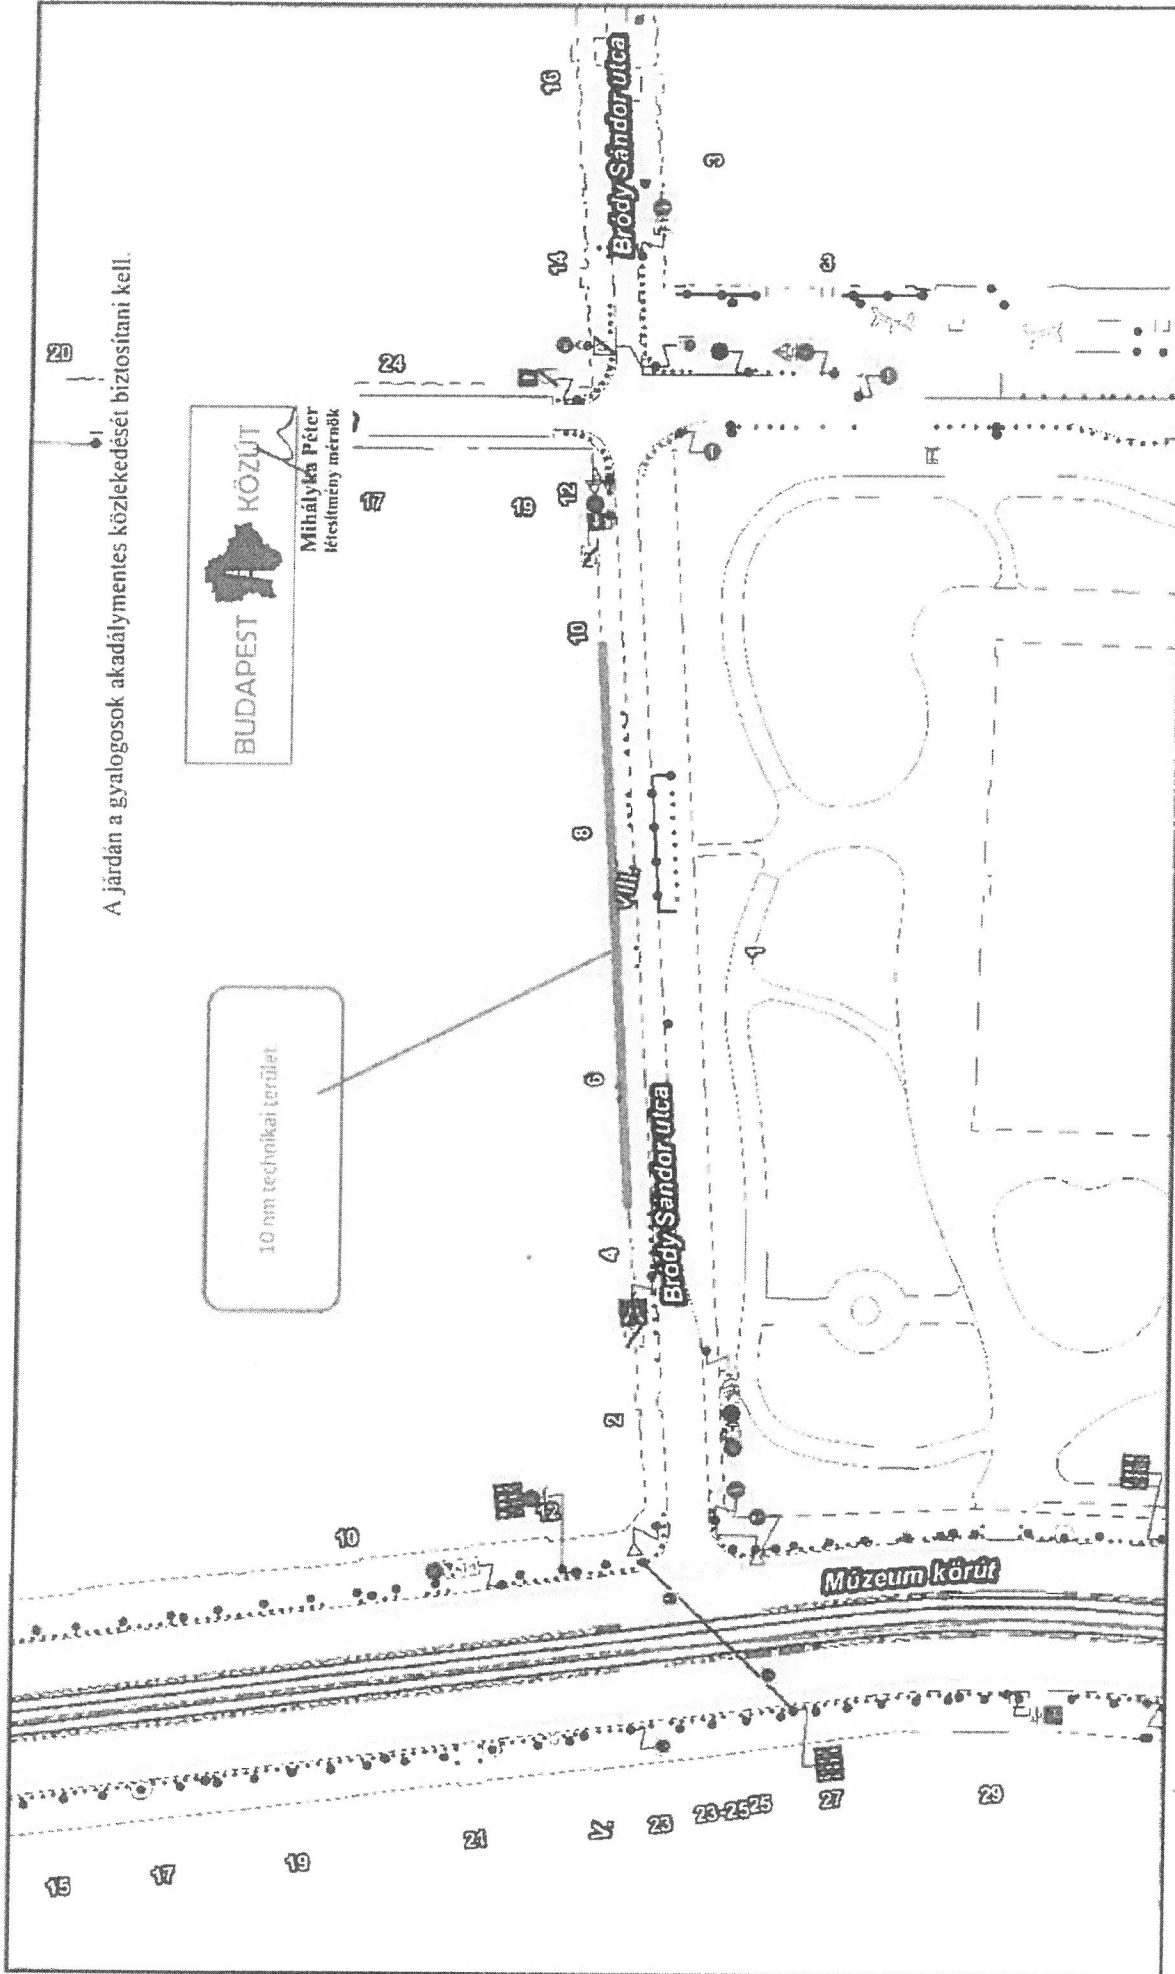 A járdán a gyalogosok akadálymentes közlekedését biztosítani kell.
BUDAPEST KÖZÚT
Mihályka Péter
létesítmény mérnök
10 nm technikai terület
20
24
17
19
12
14
16
3
3
Bródy Sándor utca
10
8
VIII.
6
4
2
1
Bródy Sándor utca
10
12
Múzeum körút
15
17
19
21
V.
23
23-25
25
27
29